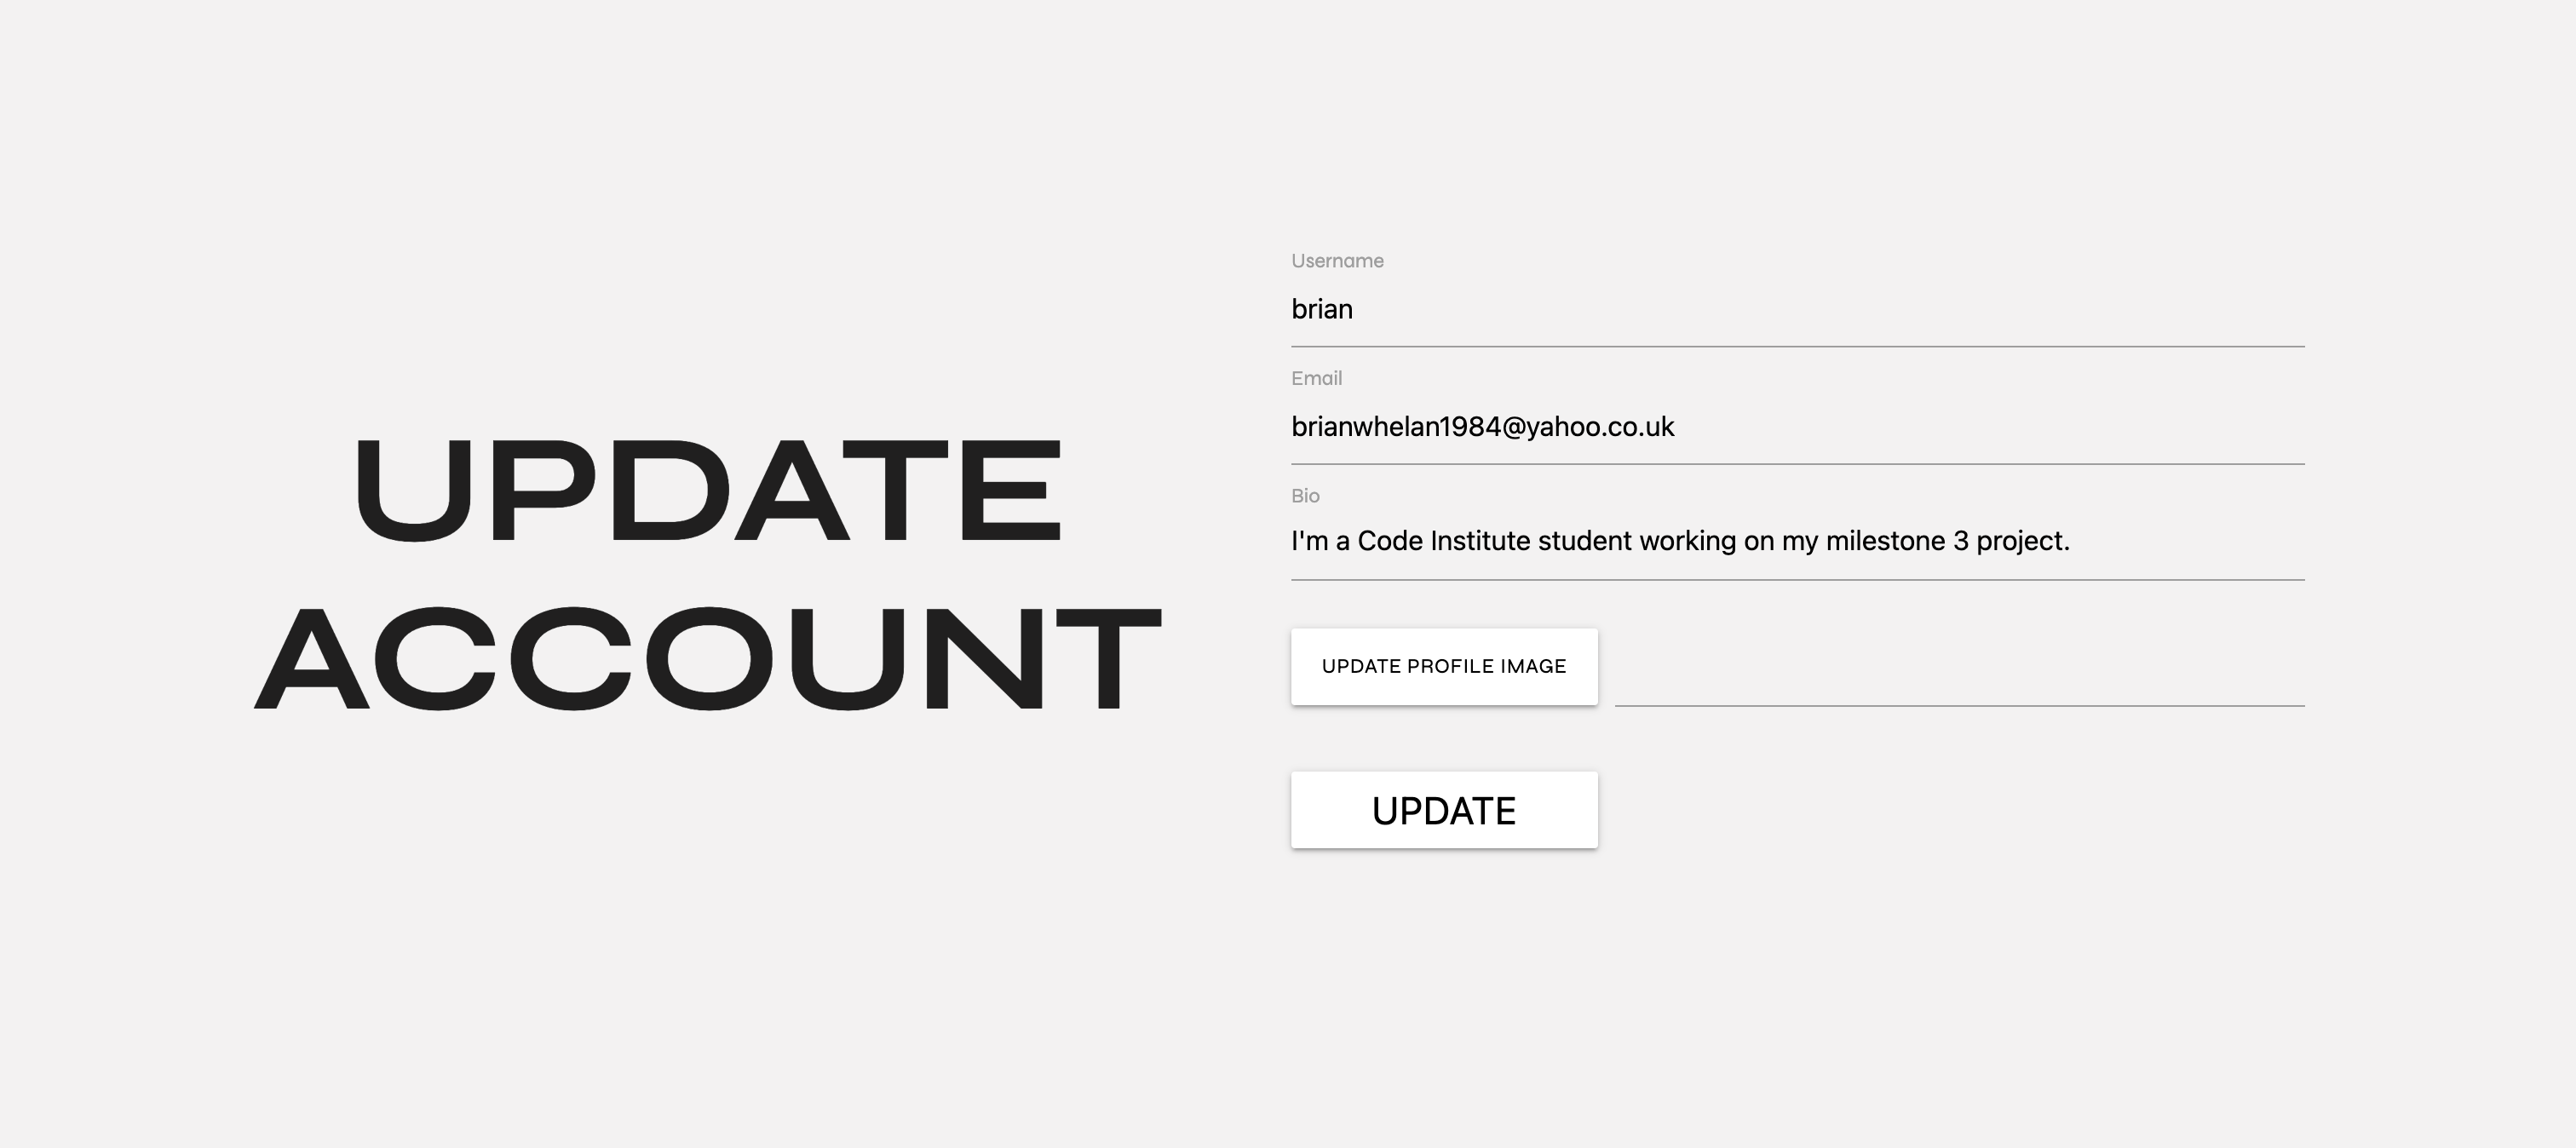 UPDATE
ACCOUNT
Username
brian
Email
brianwhelan1984@yahoo.co.uk
Bio
I'm a Code Institute student working on my milestone 3 project.
UPDATE PROFILE IMAGE
UPDATE